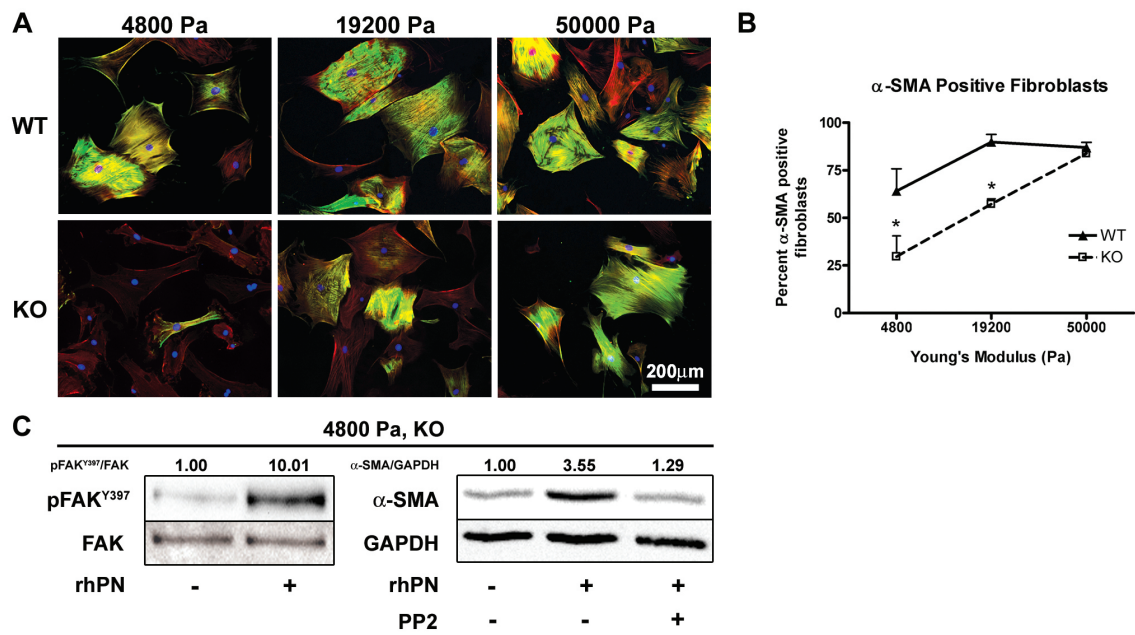 A
4800 Pa 19200 Pa 50000 Pa
WT
KO
200µm
B
α-SMA Positive Fibroblasts
Percent α-SMA positive
fibroblasts
100
75
50
25
0
*
*
WT
KO
4800 19200 50000
Young's Modulus (Pa)
C
4800 Pa, KO
pFAKʸ³⁹⁷/FAK 1.00 10.01
pFAKʸ³⁹⁷
FAK
rhPN - +
α-SMA/GAPDH 1.00 3.55 1.29
α-SMA
GAPDH
rhPN - + +
PP2 - - +